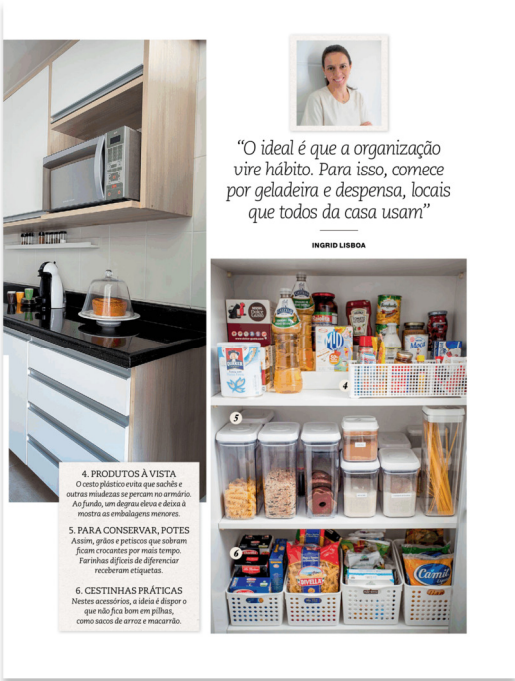 “O ideal é que a organização
vire hábito. Para isso, comece
por geladeira e despensa, locais
que todos da casa usam”
INGRID LISBOA
4
5
6
QUAKER
BIVELLA
Camil
4. PRODUTOS À VISTA
O cesto plástico evita que sachês e
outras miudezas se percam no armário.
Ao fundo, um degrau eleva e deixa à
mostra as embalagens menores.
5. PARA CONSERVAR, POTES
Assim, grãos e petiscos que sobram
ficam crocantes por mais tempo.
Farinhas difíceis de diferenciar
receberam etiquetas.
6. CESTINHAS PRÁTICAS
Nestes acessórios, a ideia é dispor o
que não fica bom em pilhas,
como sacos de arroz e macarrão.